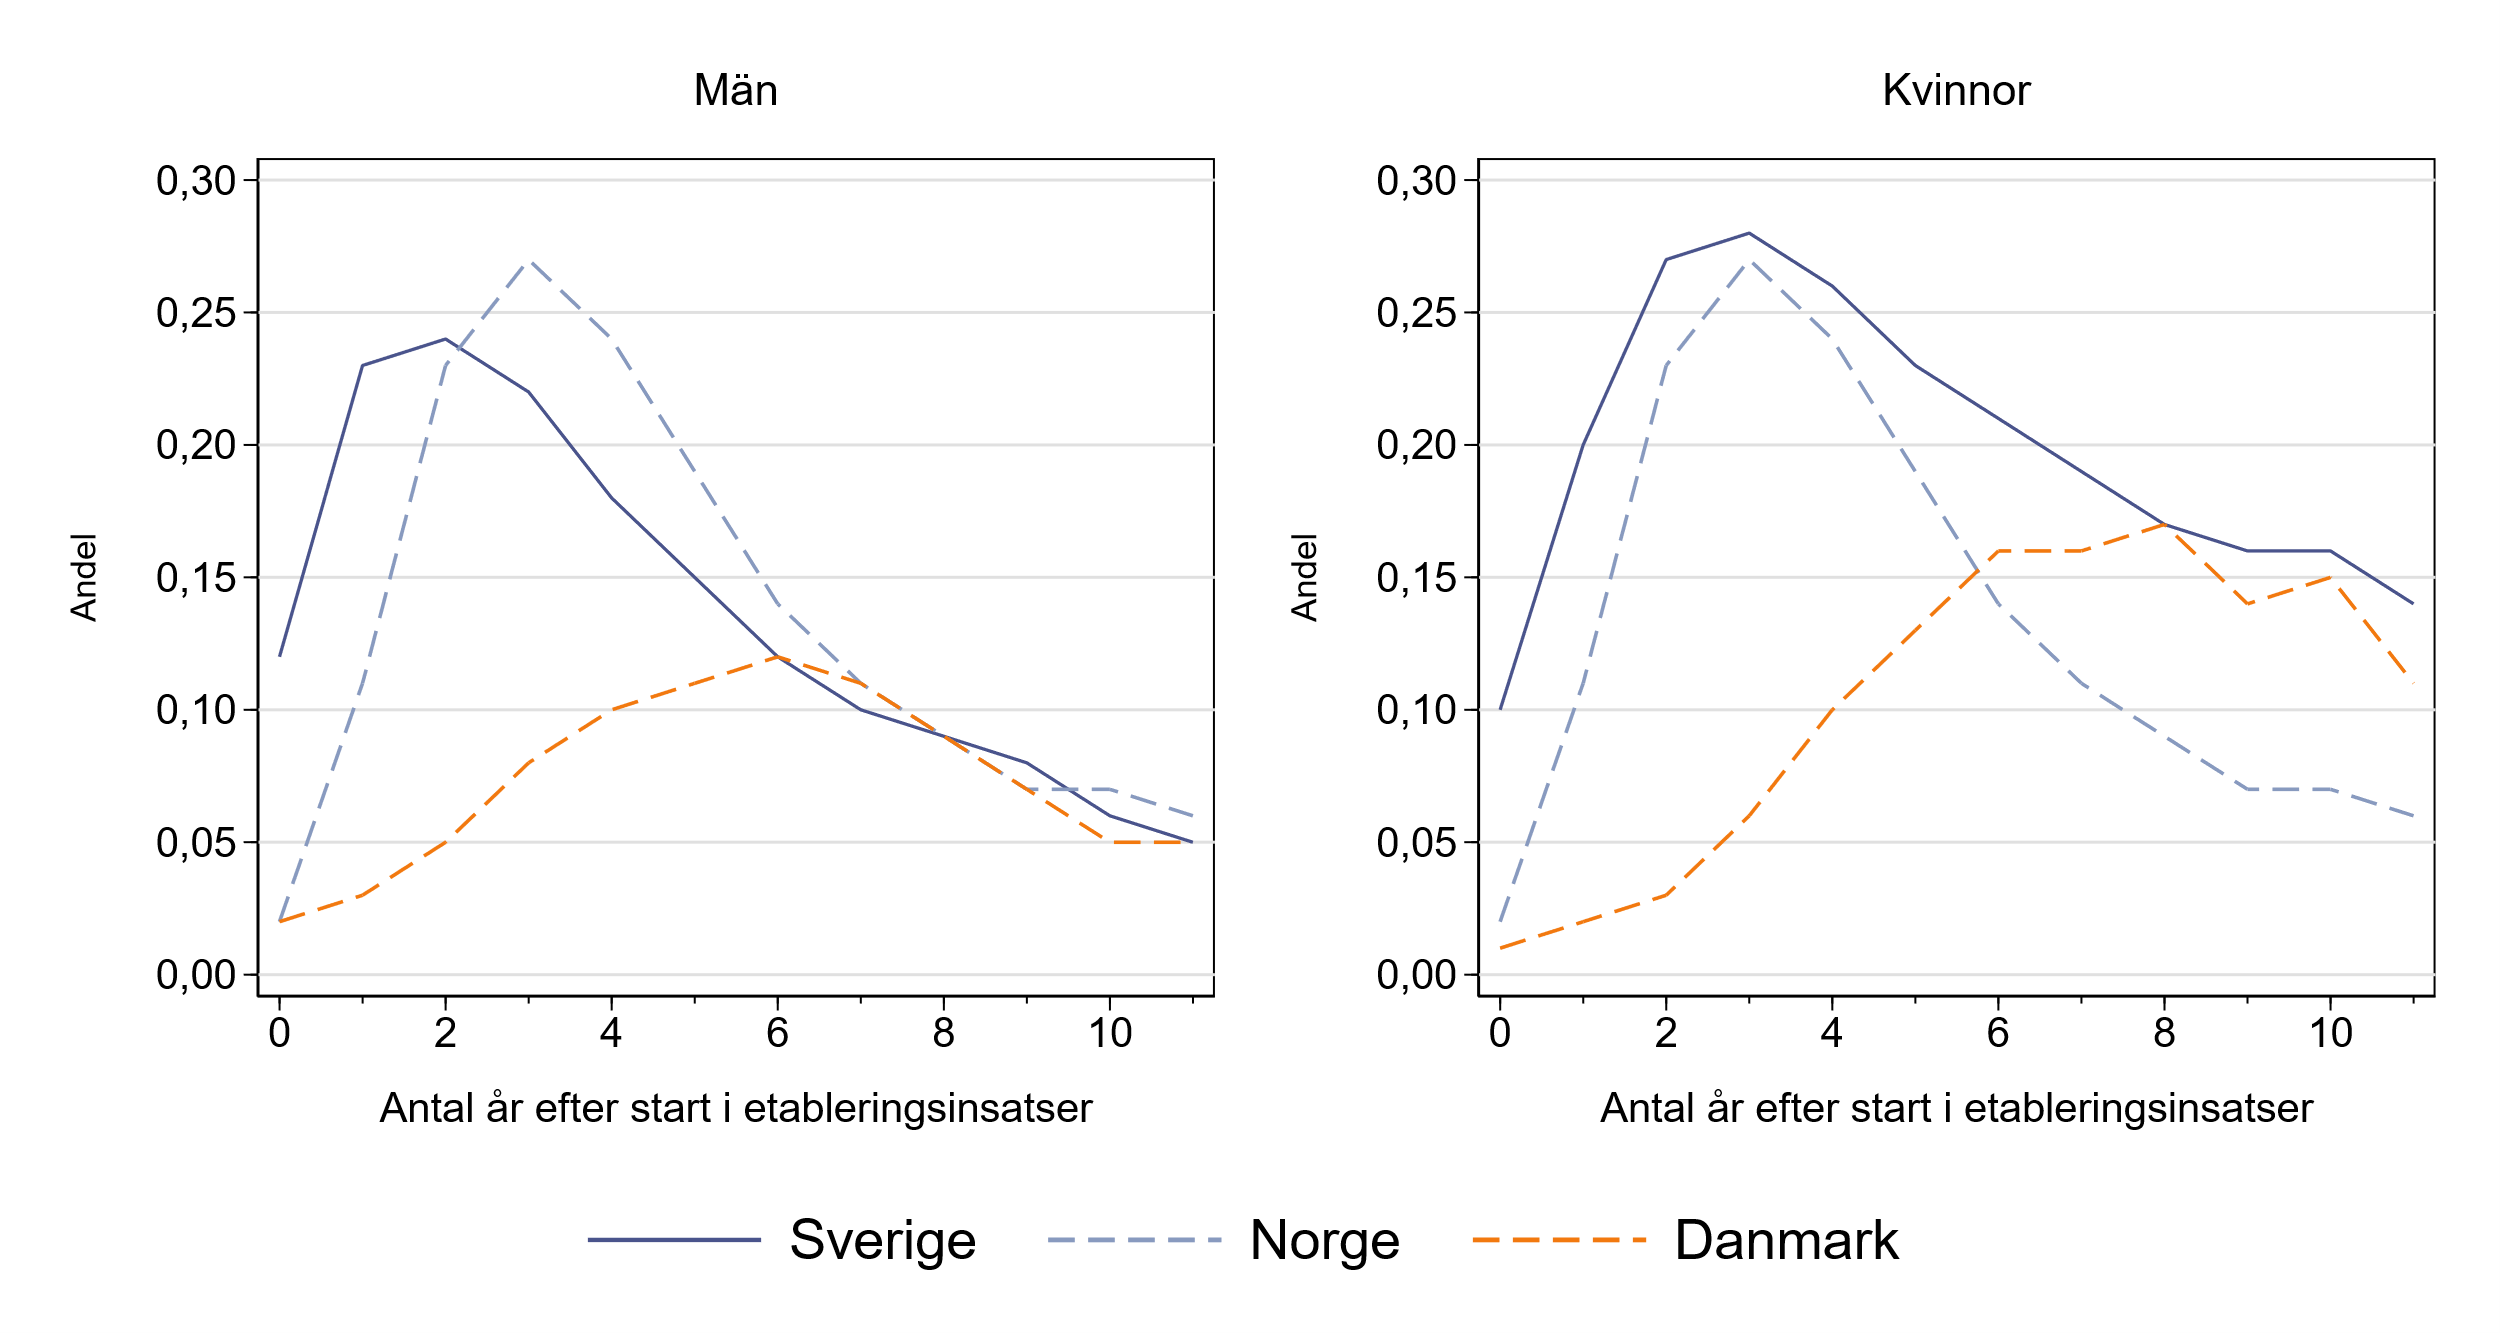 Män
0,30
0,25
0,20
0,15
0,10
0,05
0,00
Andel
0 2 4 6 8 10
Antal år efter start i etableringsinsatser
Kvinnor
0,30
0,25
0,20
0,15
0,10
0,05
0,00
Andel
0 2 4 6 8 10
Antal år efter start i etableringsinsatser
Sverige Norge Danmark